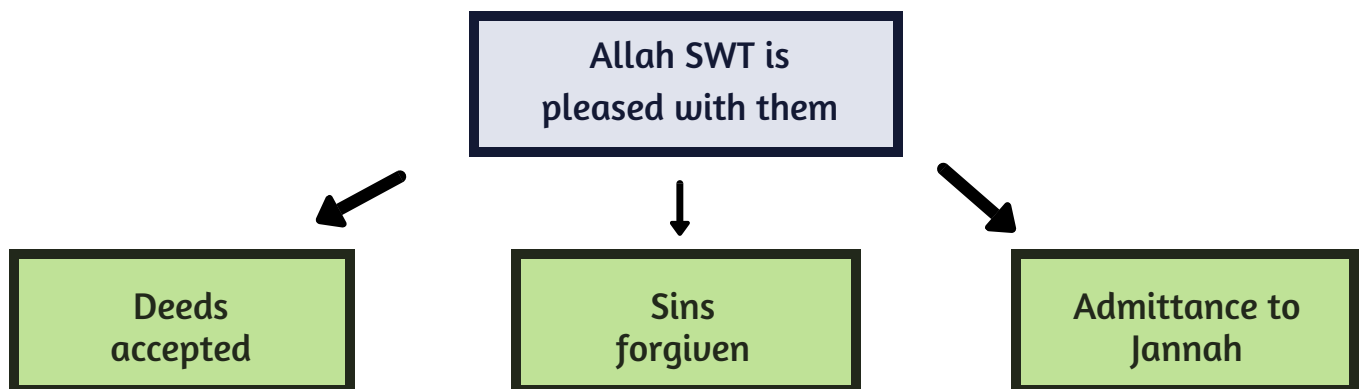 Allah SWT is
pleased with them
Deeds
accepted
Sins
forgiven
Admittance to
Jannah